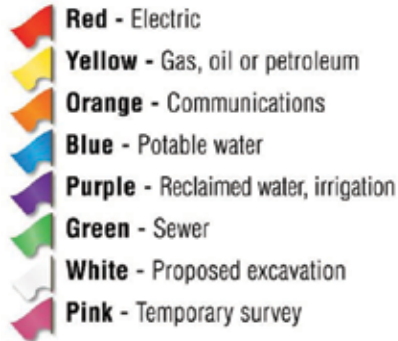 Red - Electric
Yellow - Gas, oil or petroleum
Orange - Communications
Blue - Potable water
Purple - Reclaimed water, irrigation
Green - Sewer
White - Proposed excavation
Pink - Temporary survey